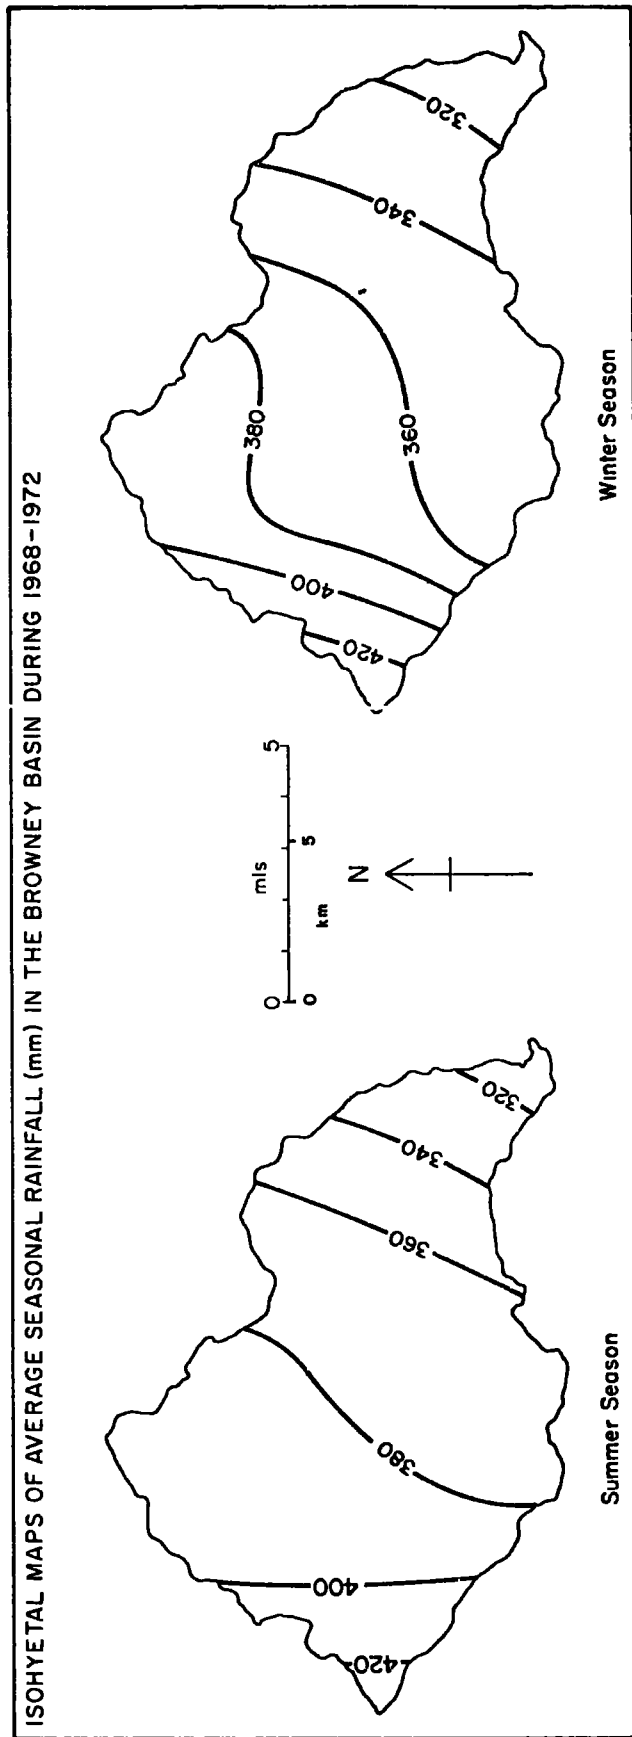 ISOHYETAL MAPS OF AVERAGE SEASONAL RAINFALL (mm) IN THE BROWNEY BASIN DURING 1968-1972
420
400
380
360
340
320
Summer Season
0
5
mls
0
5
km
N
420
400
380
360
340
320
Winter Season